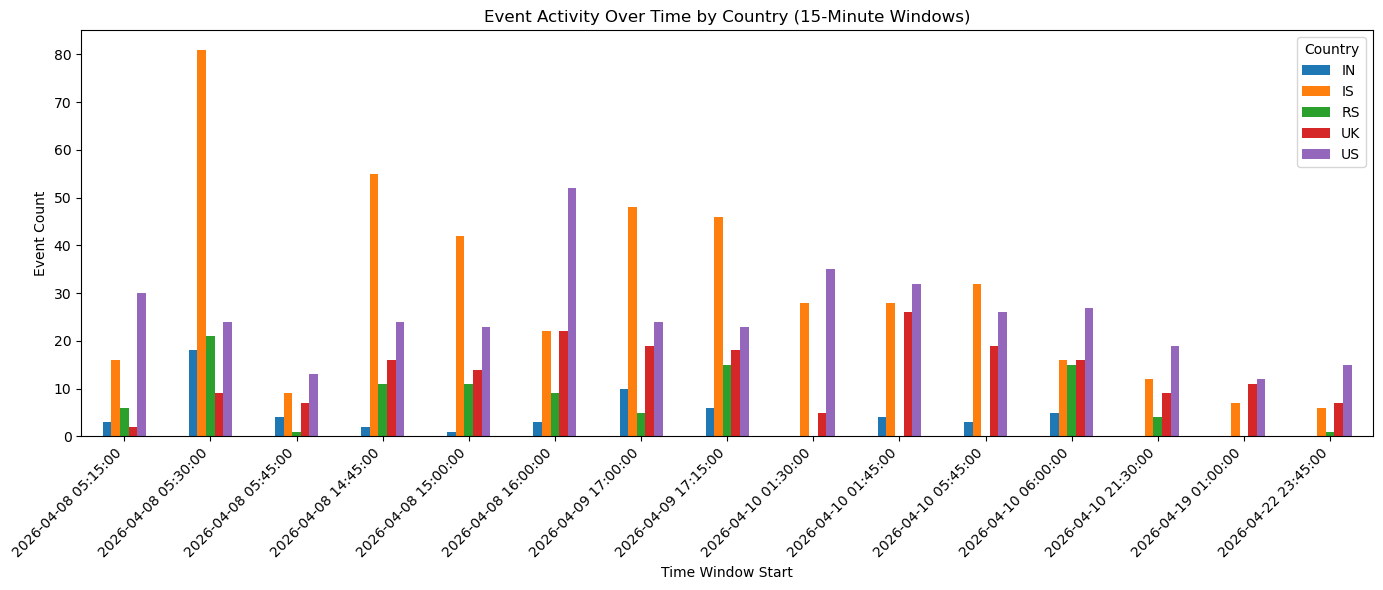 Event Activity Over Time by Country (15-Minute Windows)
Country
IN
IS
RS
UK
US
Event Count
80
70
60
50
40
30
20
10
0
2026-04-08 05:15:00
2026-04-08 05:30:00
2026-04-08 05:45:00
2026-04-08 14:45:00
2026-04-08 15:00:00
2026-04-08 16:00:00
2026-04-09 17:00:00
2026-04-09 17:15:00
2026-04-10 01:30:00
2026-04-10 01:45:00
2026-04-10 05:45:00
2026-04-10 06:00:00
2026-04-10 21:30:00
2026-04-19 01:00:00
2026-04-22 23:45:00
Time Window Start